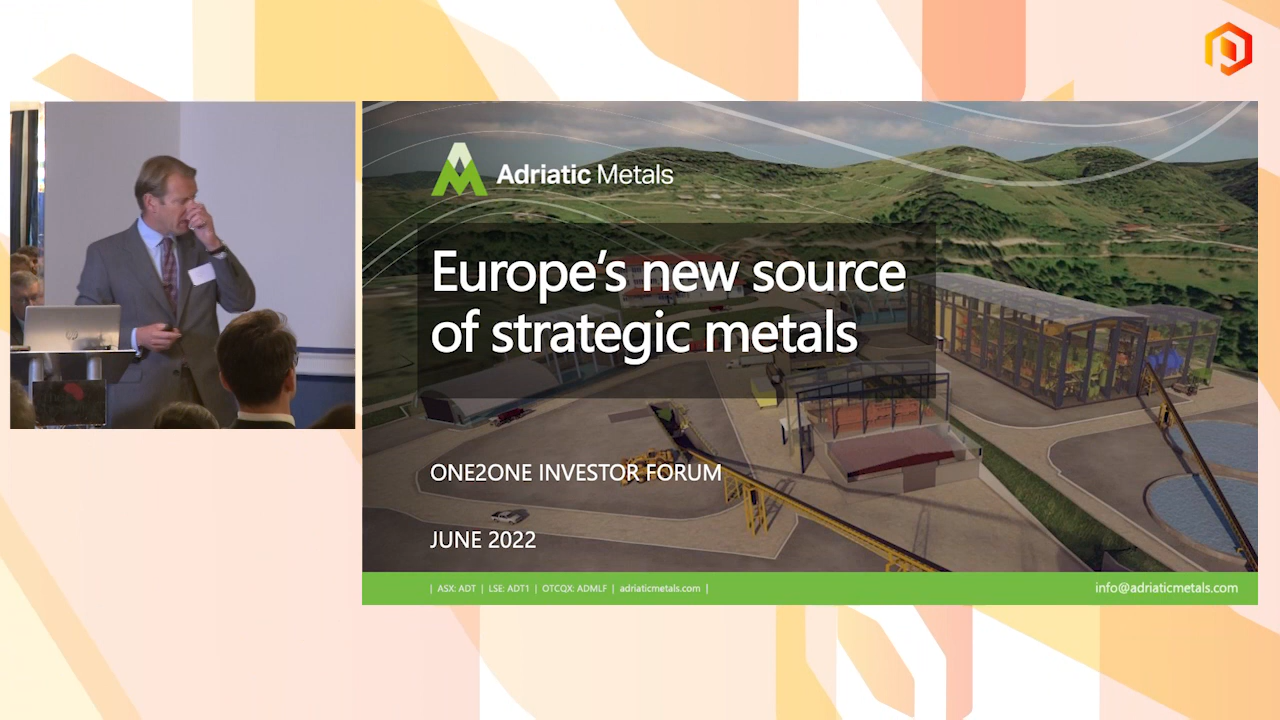 Adriatic Metals
Europe's new source
of strategic metals
ONE2ONE INVESTOR FORUM
JUNE 2022
| ASX: ADT | LSE: ADT1 | OTCQX: ADMLF | adriaticmetals.com |
info@adriaticmetals.com